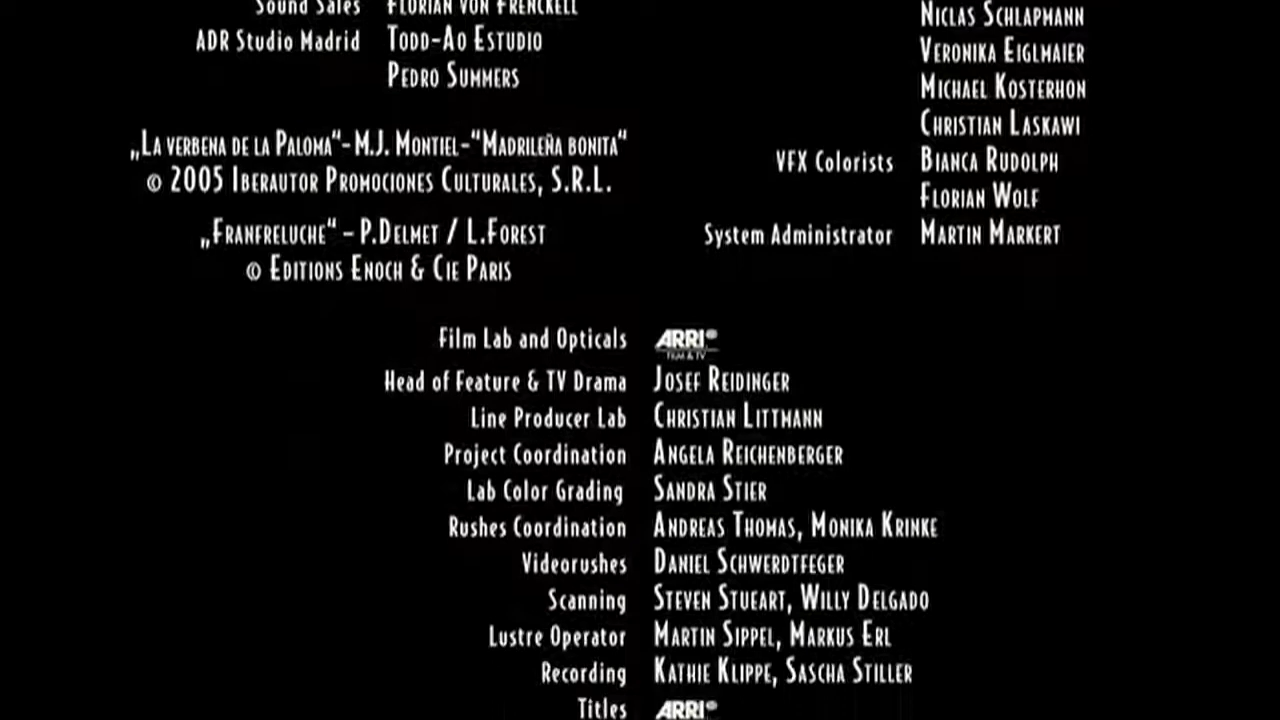 Sound Sales FLORIAN VON FRENCKELL
ADR Studio Madrid TODD-AO ESTUDIO
PEDRO SUMMERS
„LA VERBENA DE LA PALOMA“-M.J. MONTIEL-“MADRILEÑA BONITA“
© 2005 IBERAUTOR PROMOCIONES CULTURALES, S.R.L.
„FRANFRELUCHE“ – P.DELMET / L.FOREST
© EDITIONS ENOCH & CIE PARIS
NICLAS SCHLAPMANN
VERONIKA EIGLMAIER
MICHAEL KOSTERHON
CHRISTIAN LASKAWI
VFX Colorists BIANCA RUDOLPH
FLORIAN WOLF
System Administrator MARTIN MARKERT
Film Lab and Opticals ARRI
FILM & TV
Head of Feature & TV Drama JOSEF REIDINGER
Line Producer Lab CHRISTIAN LITTMANN
Project Coordination ANGELA REICHENBERGER
Lab Color Grading SANDRA STIER
Rushes Coordination ANDREAS THOMAS, MONIKA KRINKE
Videorushes DANIEL SCHWERDTFEGER
Scanning STEVEN STUEART, WILLY DELGADO
Lustre Operator MARTIN SIPPEL, MARKUS ERL
Recording KATHIE KLIPPE, SASCHA STILLER
Titles ARRI